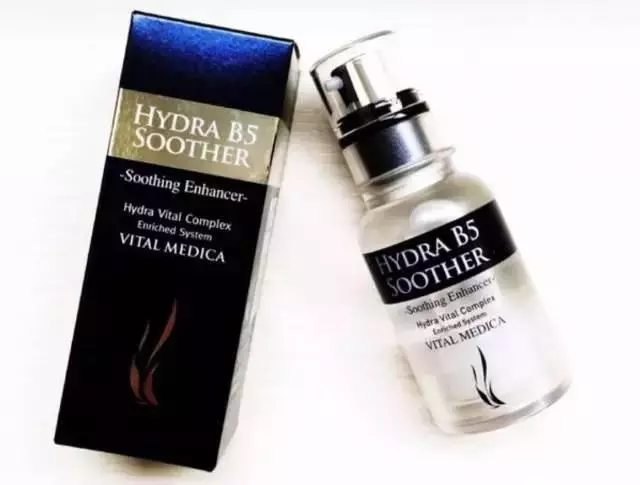 HYDRA B5
SOOTHER
-Soothing Enhancer-
Hydra Vital Complex
Enriched System
VITAL MEDICA
HYDRA B5
SOOTHER
-Soothing Enhancer-
Hydra Vital Complex
Enriched System
VITAL MEDICA